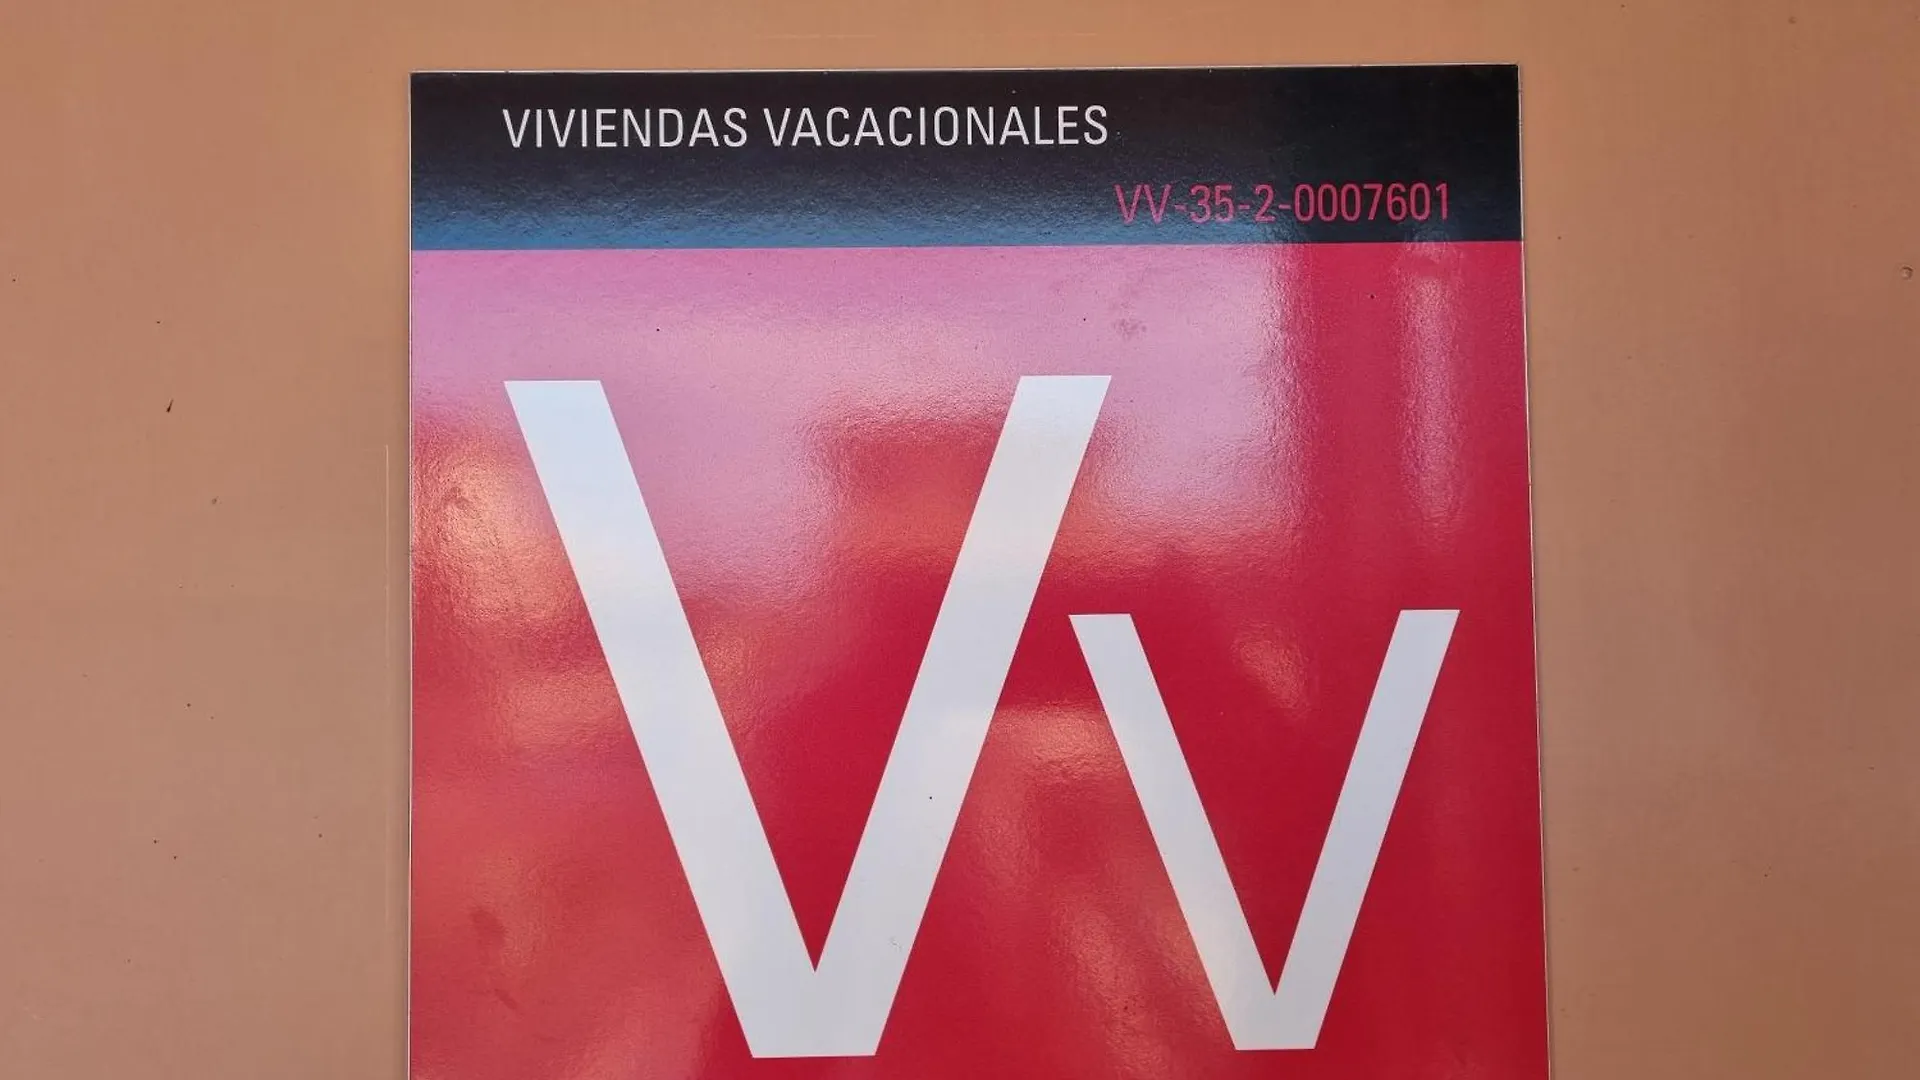 VIVIENDAS VACACIONALES
VV-35-2-0007601
Vv